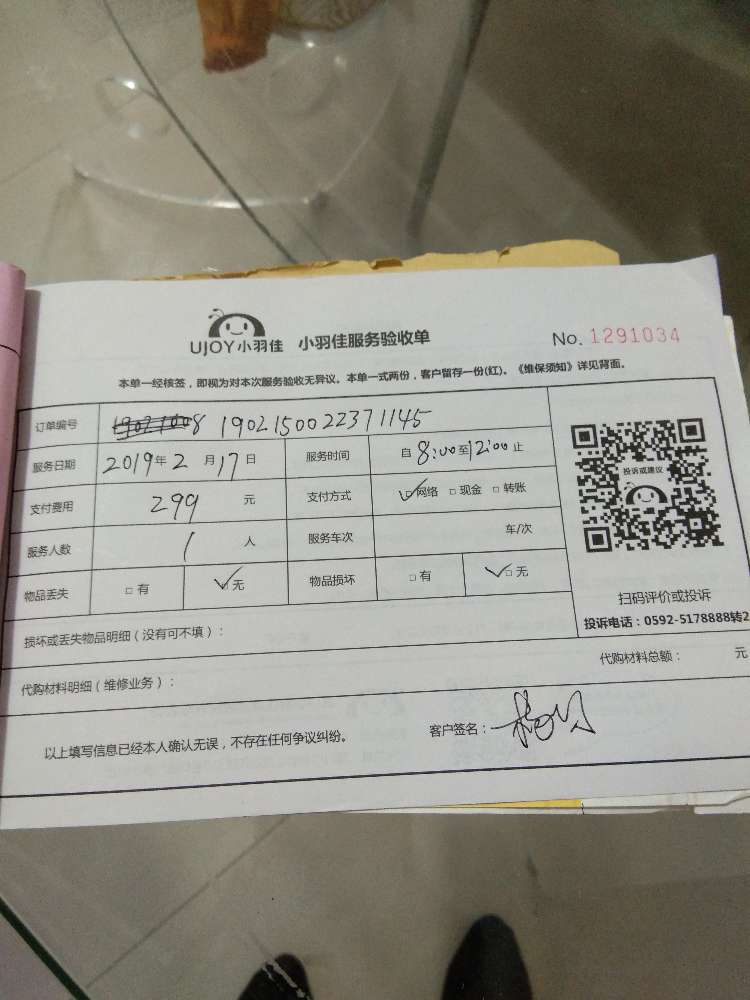 UJOY小羽佳 小羽佳服务验收单 No. 1291034
本单一经核签，即视为对本次服务验收无异议。本单一式两份，客户留存一份(红)。《维保须知》详见背面。
订单编号 1902150022371145
服务日期 2019年2月17日 服务时间 自8:00至12:00止
支付费用 299元 支付方式 ☑网络 □现金 □转账
服务人数 1人 服务车次 车/次
物品丢失 □有 ☑无 物品损坏 □有 ☑无
投诉或建议
扫码评价或投诉
投诉电话：0592-5178888转2
损坏或丢失物品明细（没有可不填）：
代购材料明细（维修业务）： 代购材料总额： 元
以上填写信息已经本人确认无误，不存在任何争议纠纷。 客户签名：